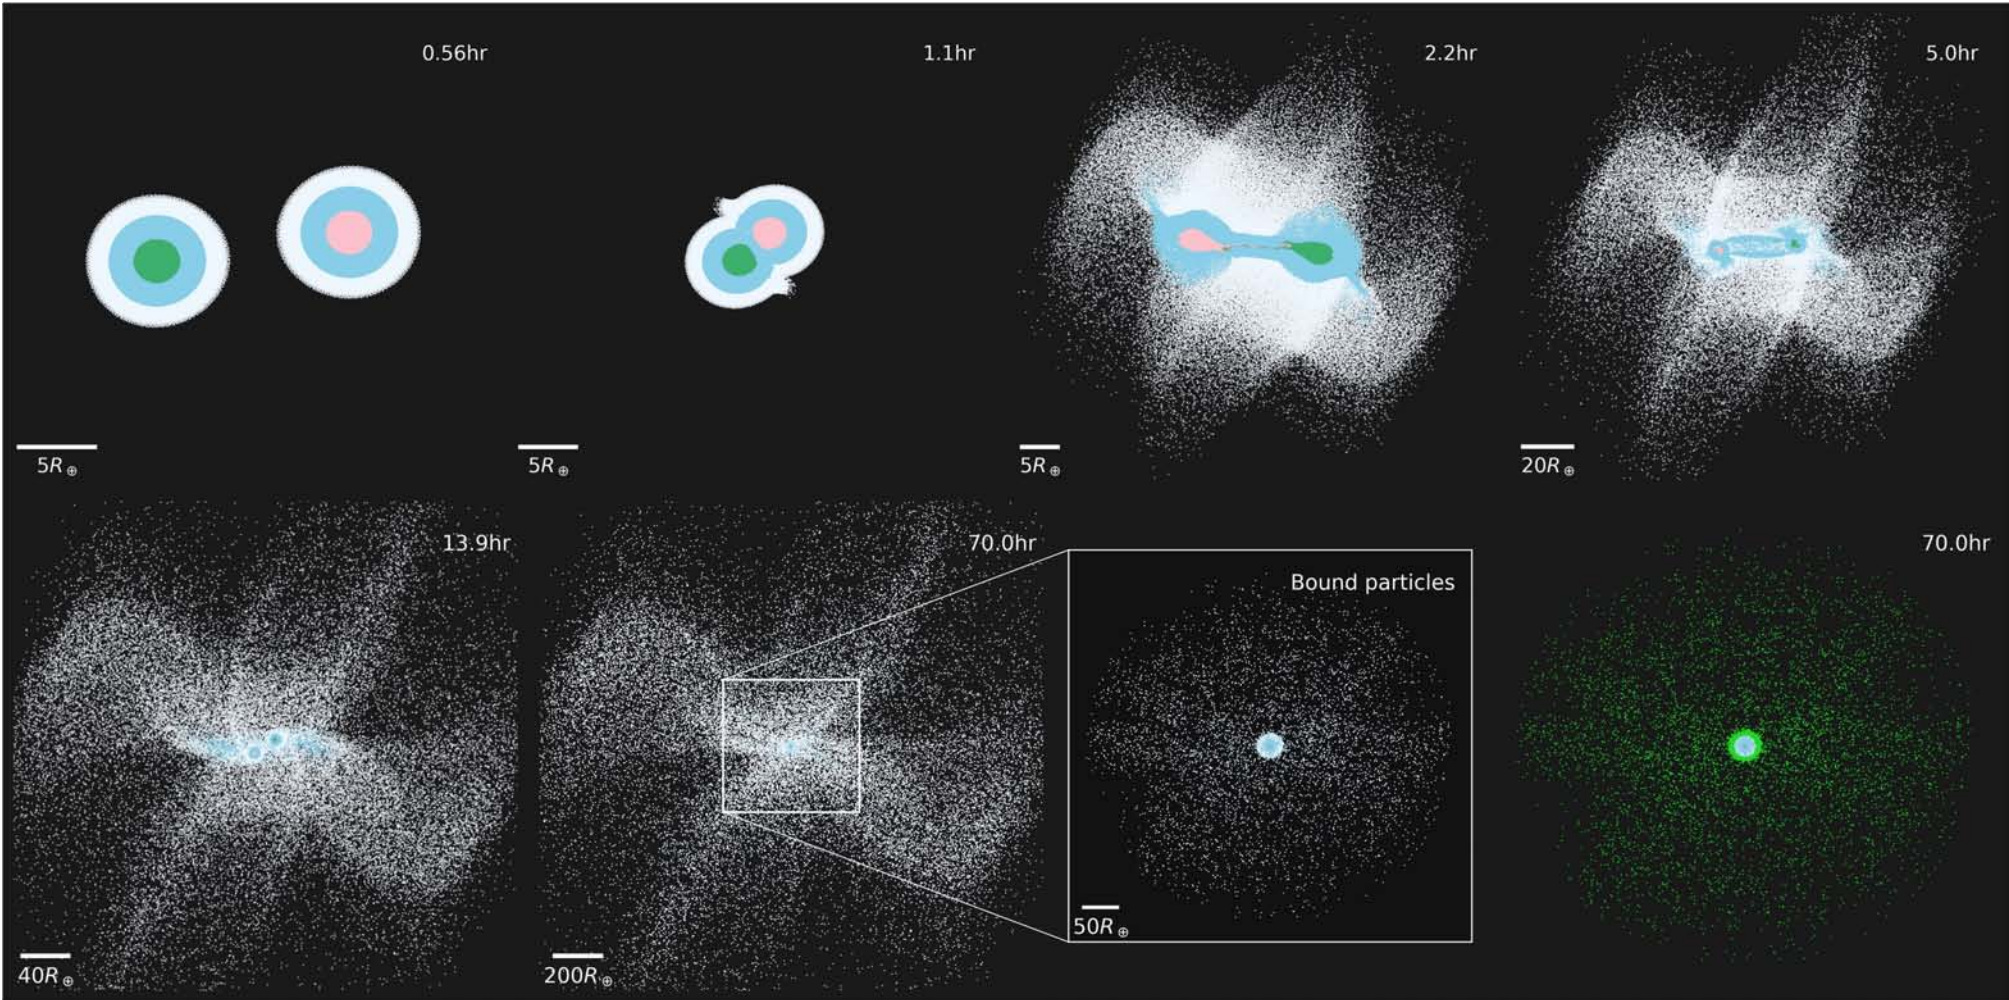 0.56hr
1.1hr
2.2hr
5.0hr
5R⊕
5R⊕
5R⊕
20R⊕
13.9hr
70.0hr
Bound particles
70.0hr
40R⊕
200R⊕
50R⊕